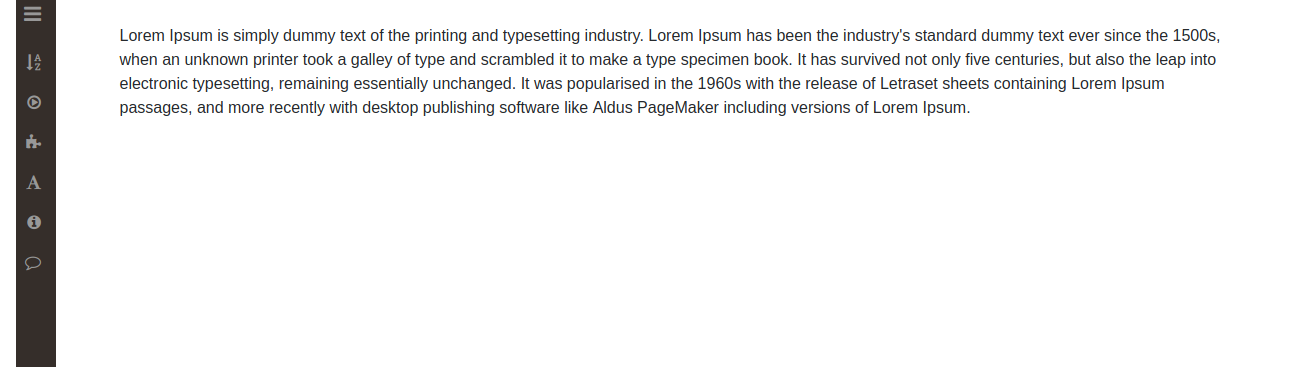 Lorem Ipsum is simply dummy text of the printing and typesetting industry. Lorem Ipsum has been the industry's standard dummy text ever since the 1500s,
when an unknown printer took a galley of type and scrambled it to make a type specimen book. It has survived not only five centuries, but also the leap into
electronic typesetting, remaining essentially unchanged. It was popularised in the 1960s with the release of Letraset sheets containing Lorem Ipsum
passages, and more recently with desktop publishing software like Aldus PageMaker including versions of Lorem Ipsum.